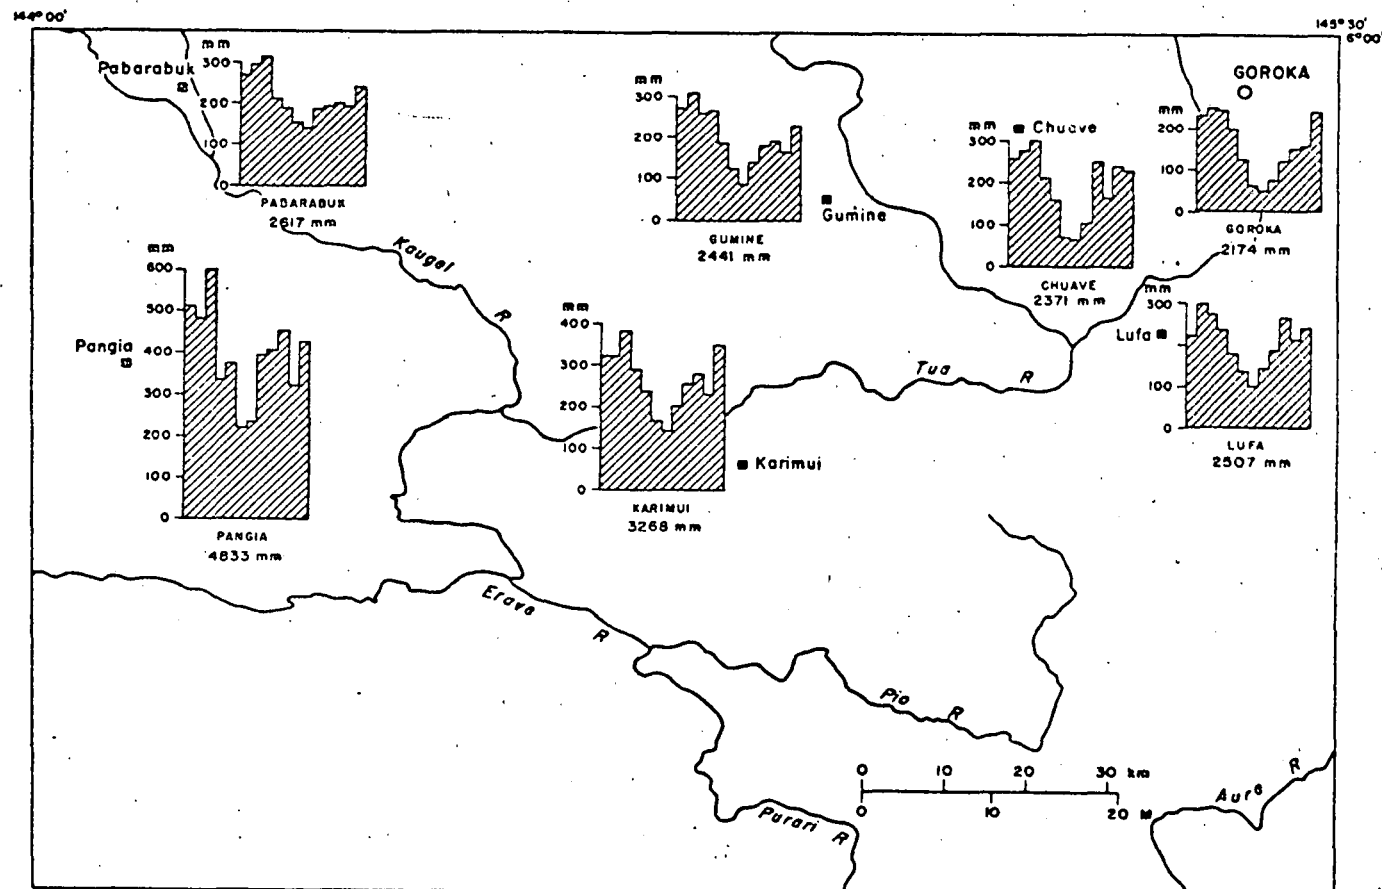 144°00'
145°30'
6°00'
mm
Pabarabuk
300
200
100
0
PABARABUK
2617 mm
mm
300
200
100
0
Gumine
GUMINE
2441 mm
mm
Chuave
300
200
100
0
CHUAVE
2371 mm
GOROKA
mm
200
100
0
GOROKA
2174 mm
mm
600
500
400
300
200
100
0
Pangia
PANGIA
4833 mm
Kaugel R
mm
400
300
200
100
0
Karimui
KARIMUI
3268 mm
Tua R
mm
300
100
0
Lufa
LUFA
2507 mm
Erave R
Pio R
Purari R
Aure R
0 10 20 30 km
0 10 20 M